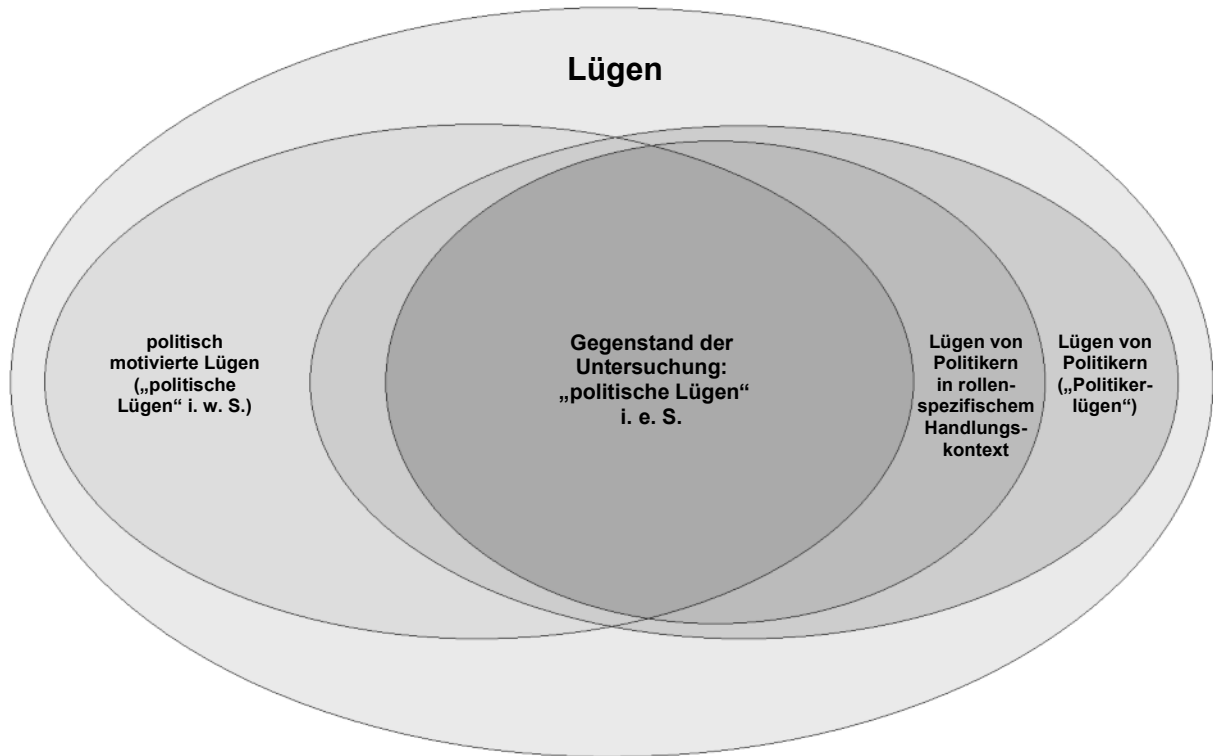 Lügen
politisch
motivierte Lügen
(„politische
Lügen“ i. w. S.)
Gegenstand der
Untersuchung:
„politische Lügen“
i. e. S.
Lügen von
Politikern
in rollen-
spezifischem
Handlungs-
kontext
Lügen von
Politikern
(„Politiker-
lügen“)